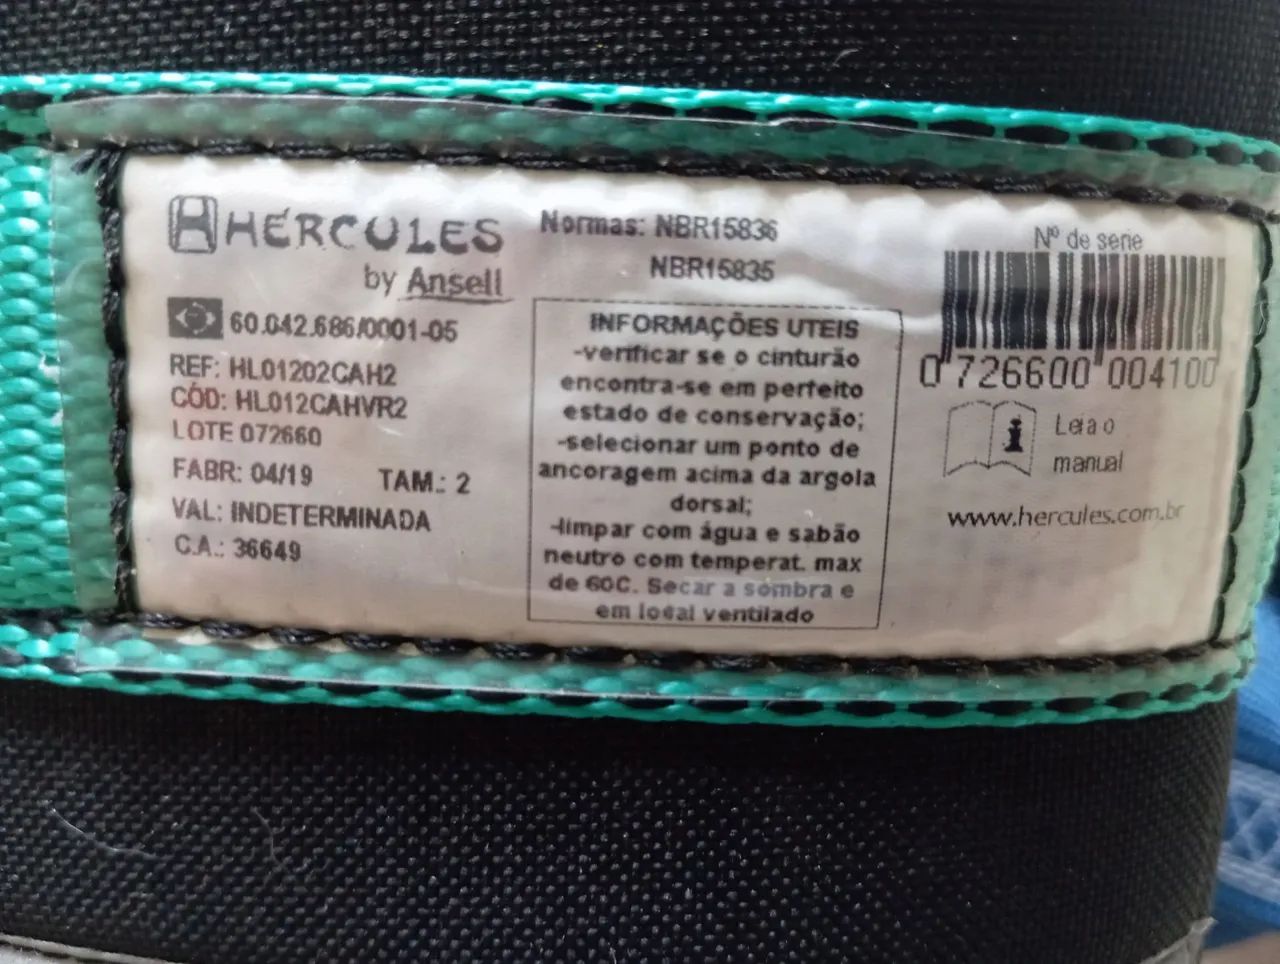 HÉRCULES
by Ansell
60.042.686/0001-05
REF: HL01202CAH2
CÓD: HL012CAHVR2
LOTE 072660
FABR: 04/19 TAM.: 2
VAL: INDETERMINADA
C.A.: 36649
Normas: NBR15836
NBR15835
INFORMAÇÕES UTEIS
-verificar se o cinturão
encontra-se em perfeito
estado de conservação;
-selecionar um ponto de
ancoragem acima da argola
dorsal;
-limpar com água e sabão
neutro com temperat. max
de 60C. Secar a sombra e
em local ventilado
Nº de serie
0 726600 004100
Leia o
manual
www.hercules.com.br